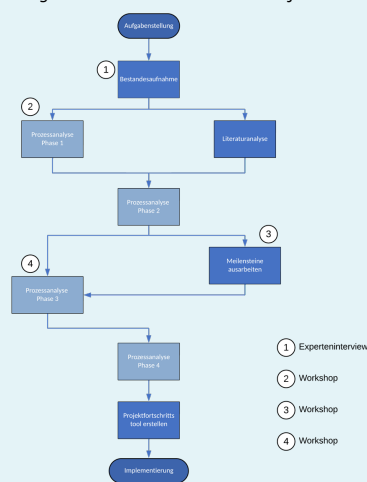 Aufgabenstellung
1
Bestandesaufnahme
2
Prozessanalyse
Phase 1
Literaturanalyse
Prozessanalyse
Phase 2
3
Meilensteine
ausarbeiten
4
Prozessanalyse
Phase 3
Prozessanalyse
Phase 4
1 Experteninterview
2 Workshop
Projektfortschritts
tool erstellen
3 Workshop
4 Workshop
Implementierung